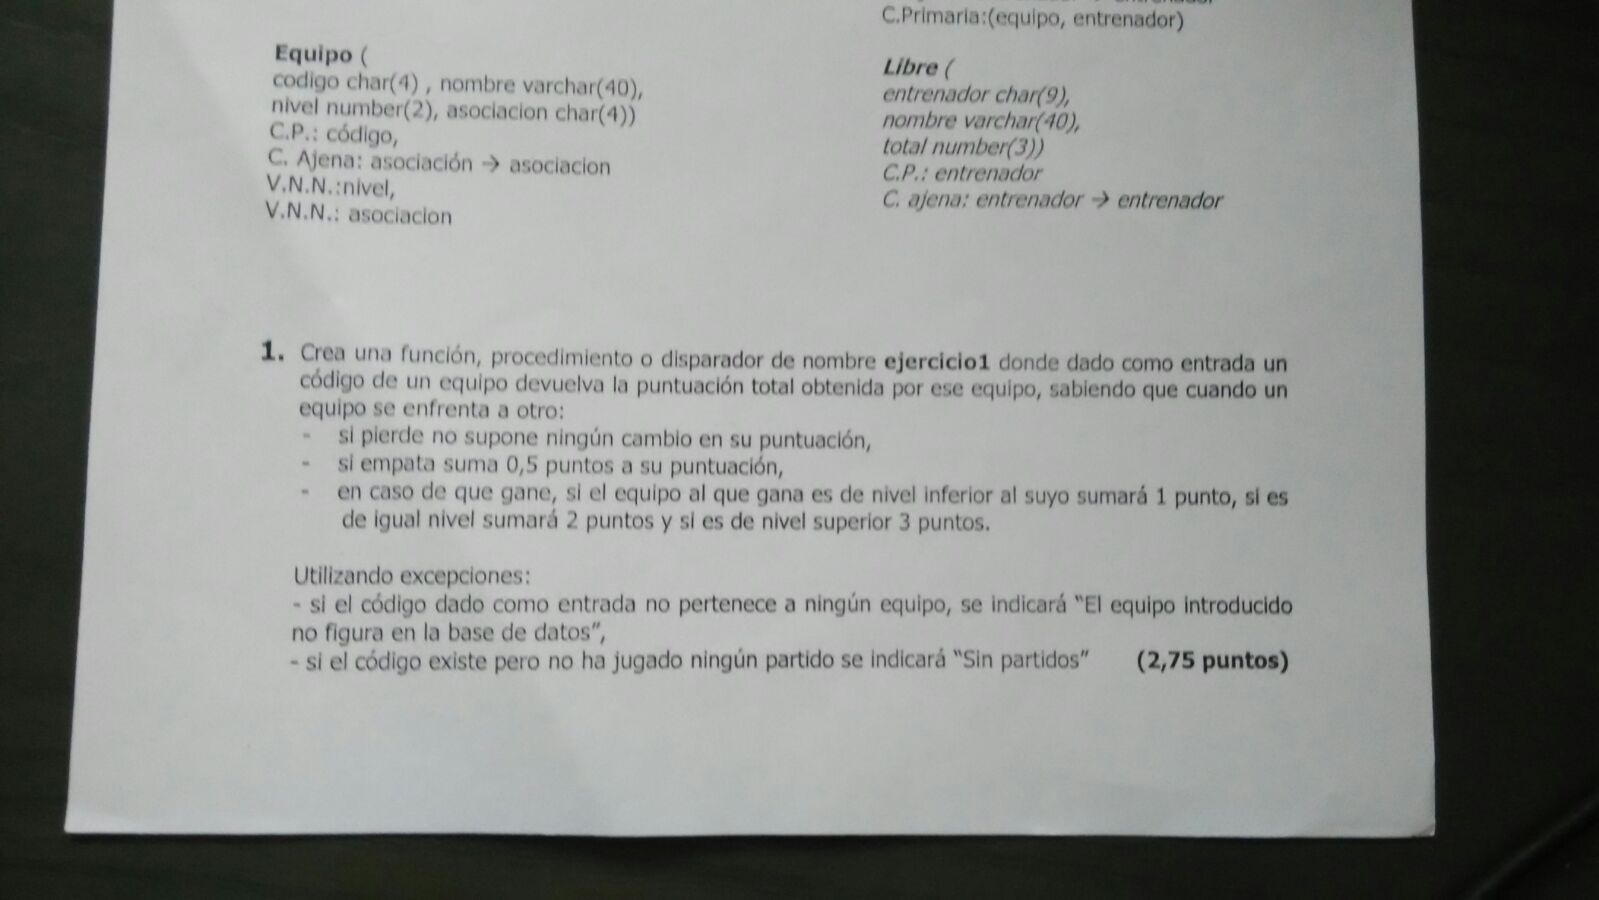 C.Primaria:(equipo, entrenador)
Equipo (
codigo char(4) , nombre varchar(40),
nivel number(2), asociacion char(4))
C.P.: código,
C. Ajena: asociación → asociacion
V.N.N.:nivel,
V.N.N.: asociacion
Libre (
entrenador char(9),
nombre varchar(40),
total number(3))
C.P.: entrenador
C. ajena: entrenador → entrenador
1. Crea una función, procedimiento o disparador de nombre ejercicio1 donde dado como entrada un
código de un equipo devuelva la puntuación total obtenida por ese equipo, sabiendo que cuando un
equipo se enfrenta a otro:
- si pierde no supone ningún cambio en su puntuación,
- si empata suma 0,5 puntos a su puntuación,
- en caso de que gane, si el equipo al que gana es de nivel inferior al suyo sumará 1 punto, si es
de igual nivel sumará 2 puntos y si es de nivel superior 3 puntos.
Utilizando excepciones:
- si el código dado como entrada no pertenece a ningún equipo, se indicará “El equipo introducido
no figura en la base de datos”,
- si el código existe pero no ha jugado ningún partido se indicará “Sin partidos” (2,75 puntos)